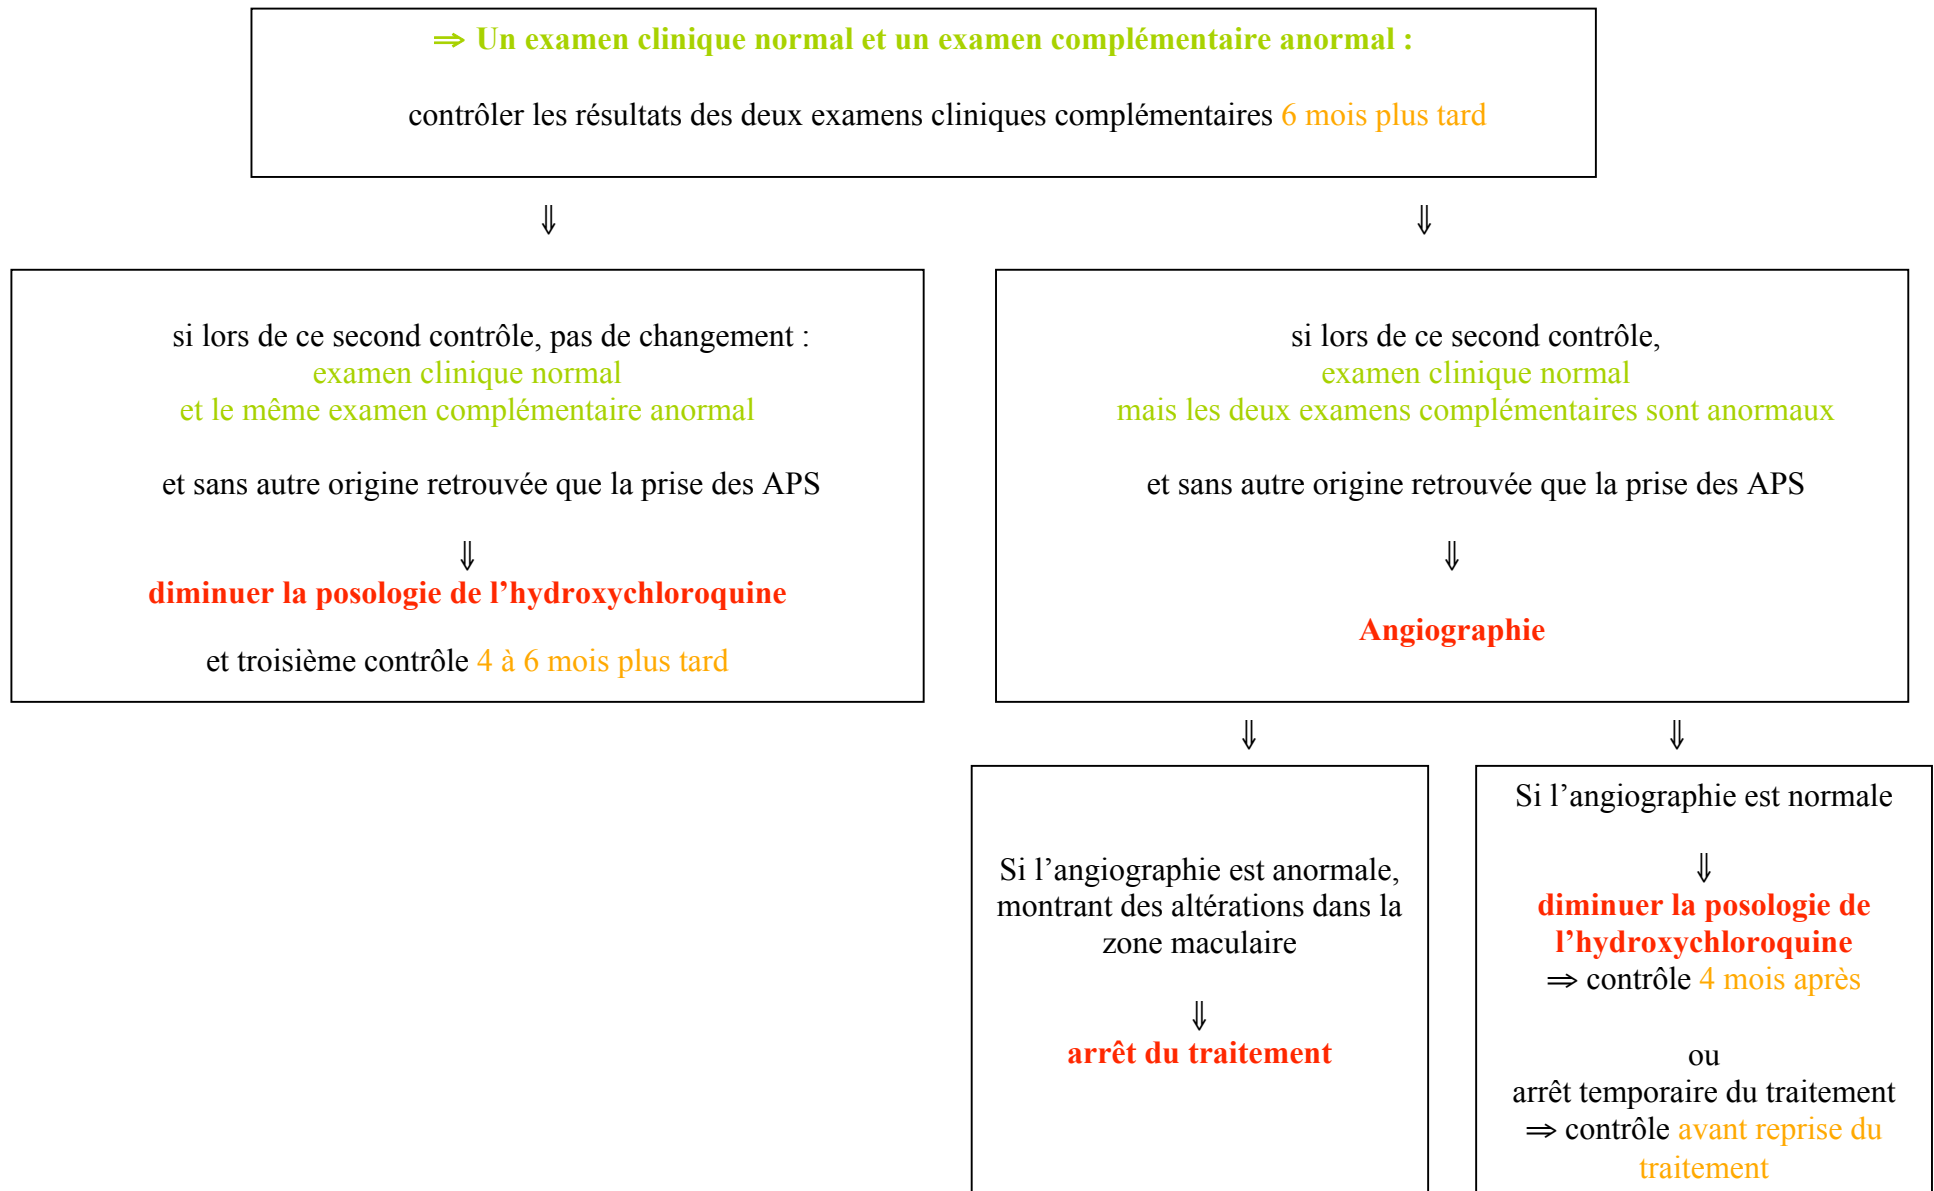 ⇒ Un examen clinique normal et un examen complémentaire anormal :
contrôler les résultats des deux examens cliniques complémentaires 6 mois plus tard
⇓
⇓
si lors de ce second contrôle, pas de changement :
examen clinique normal
et le même examen complémentaire anormal
et sans autre origine retrouvée que la prise des APS
⇓
diminuer la posologie de l’hydroxychloroquine
et troisième contrôle 4 à 6 mois plus tard
si lors de ce second contrôle,
examen clinique normal
mais les deux examens complémentaires sont anormaux
et sans autre origine retrouvée que la prise des APS
⇓
Angiographie
⇓
⇓
Si l’angiographie est anormale,
montrant des altérations dans la
zone maculaire
⇓
arrêt du traitement
Si l’angiographie est normale
⇓
diminuer la posologie de
l’hydroxychloroquine
⇒ contrôle 4 mois après
ou
arrêt temporaire du traitement
⇒ contrôle avant reprise du
traitement